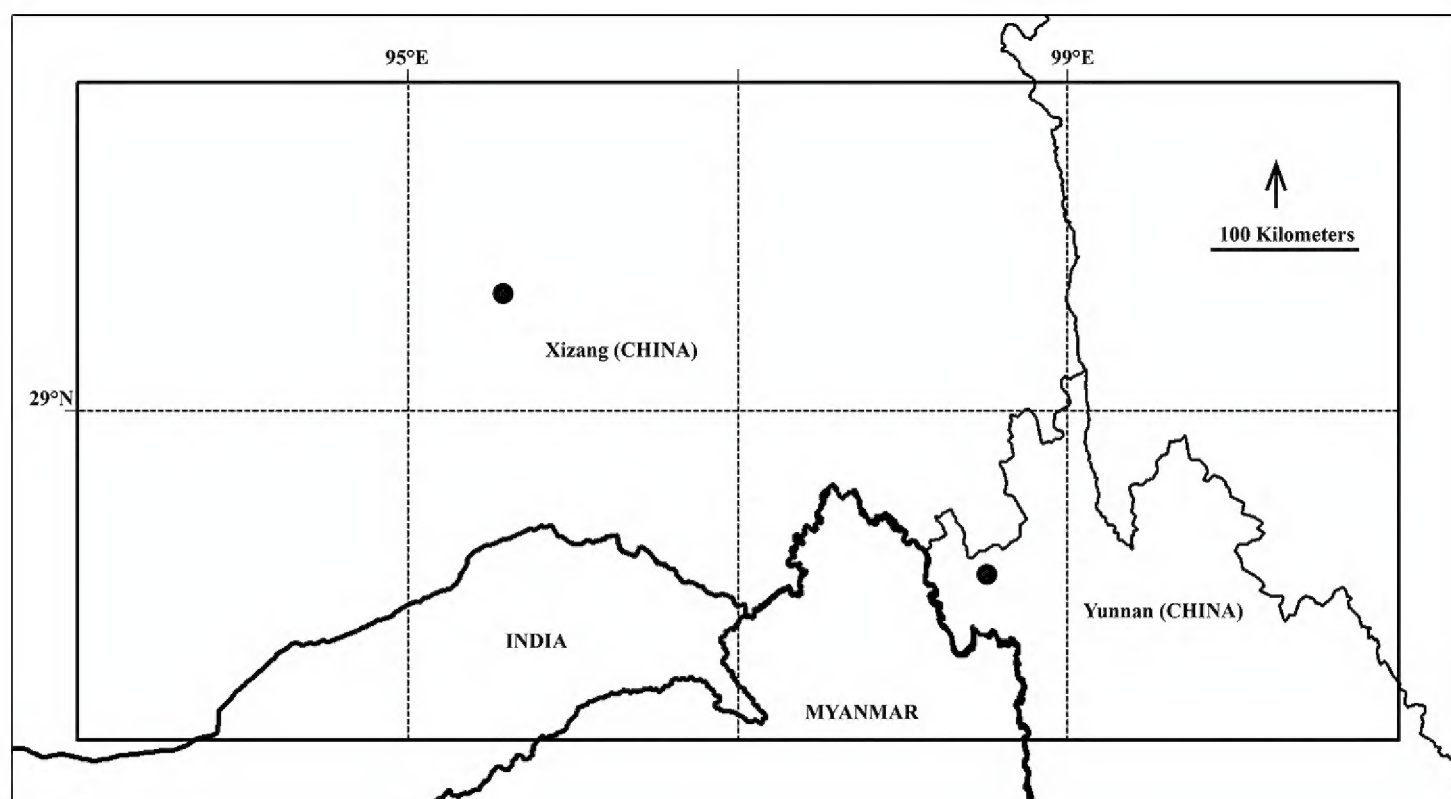 95°E
99°E
100 Kilometers
Xizang (CHINA)
29°N
Yunnan (CHINA)
INDIA
MYANMAR